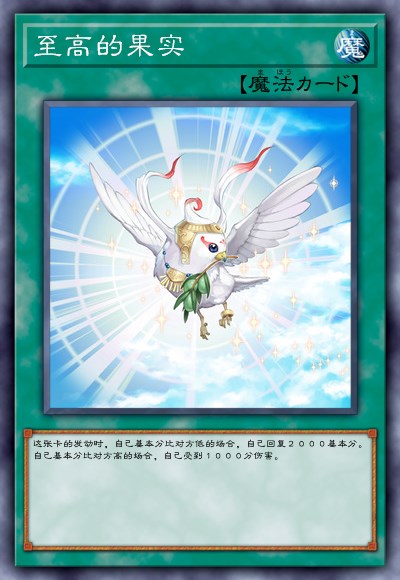 至高的果实
魔
【魔法カード】
まほう
这张卡的发动时，自己基本分比对方低的场合，自己回复２０００基本分。
自己基本分比对方高的场合，自己受到１０００分伤害。